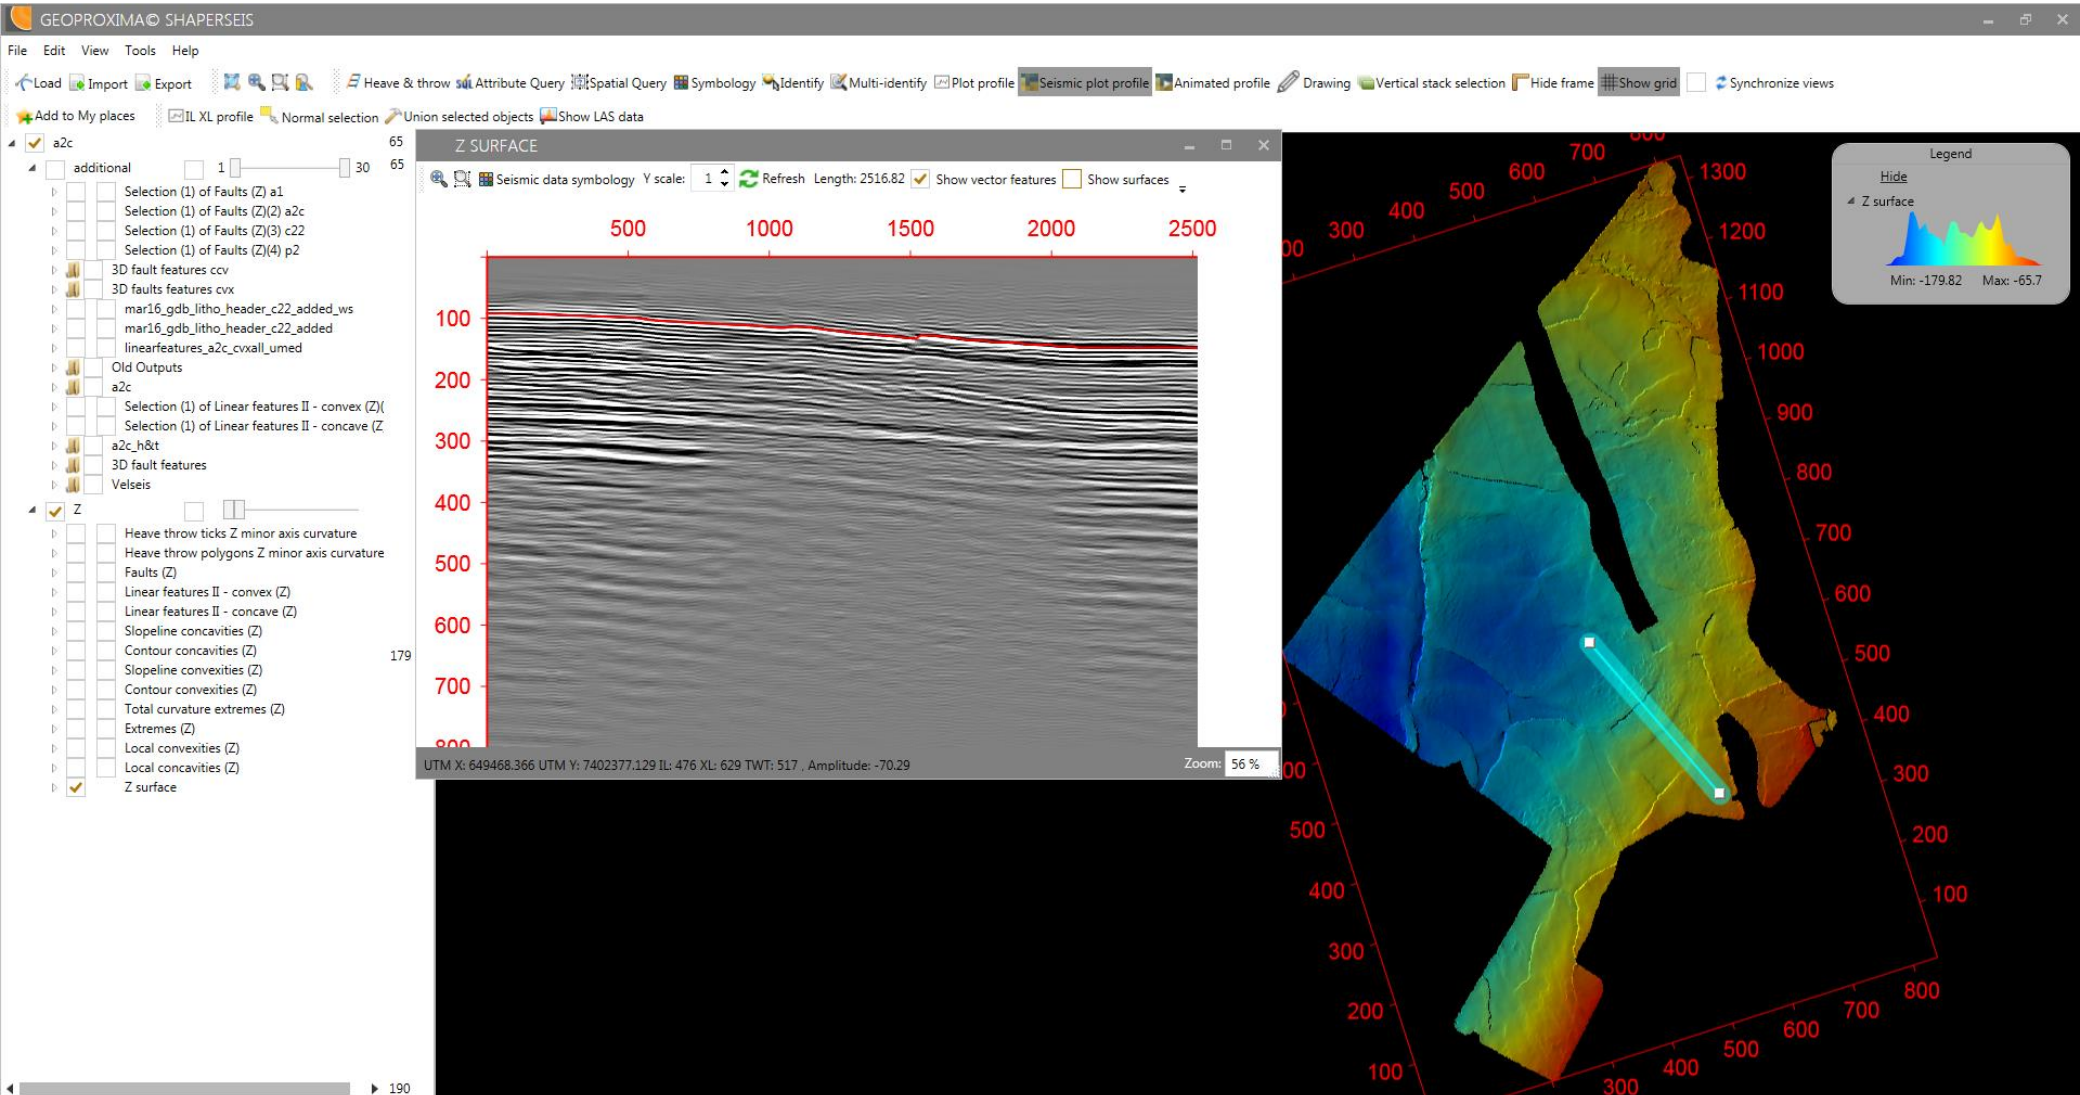 GEOPROXIMA© SHAPERSEIS
File Edit View Tools Help
Load Import Export Heave & throw SQL Attribute Query Spatial Query Symbology Identify Multi-identify Plot profile Seismic plot profile Animated profile Drawing Vertical stack selection Hide frame Show grid Synchronize views
Add to My places IL XL profile Normal selection Union selected objects Show LAS data
a2c 65
additional 1 30 65
Selection (1) of Faults (Z) a1
Selection (1) of Faults (Z)(2) a2c
Selection (1) of Faults (Z)(3) c22
Selection (1) of Faults (Z)(4) p2
3D fault features ccv
3D faults features cvx
mar16_gdb_litho_header_c22_added_ws
mar16_gdb_litho_header_c22_added
linearfeatures_a2c_cvxall_umed
Old Outputs
a2c
Selection (1) of Linear features II - convex (Z)(
Selection (1) of Linear features II - concave (Z
a2c_h&t
3D fault features
Velseis
Z
Heave throw ticks Z minor axis curvature
Heave throw polygons Z minor axis curvature
Faults (Z)
Linear features II - convex (Z)
Linear features II - concave (Z)
Slopeline concavities (Z)
Contour concavities (Z)
179
Slopeline convexities (Z)
Contour convexities (Z)
Total curvature extremes (Z)
Extremes (Z)
Local convexities (Z)
Local concavities (Z)
Z surface
190
Z SURFACE
Seismic data symbology Y scale: 1 Refresh Length: 2516.82 Show vector features Show surfaces
500 1000 1500 2000 2500
100
200
300
400
500
600
700
800
UTM X: 649468.366 UTM Y: 7402377.129 IL: 476 XL: 629 TWT: 517 , Amplitude: -70.29 Zoom: 56 %
00 300 400 500 600 700 800
1300
1200
1100
1000
900
800
700
600
500
400
300
200
100
00
500
400
300
200
100
300 400 500 600 700 800
Legend
Hide
Z surface
Min: -179.82 Max: -65.7